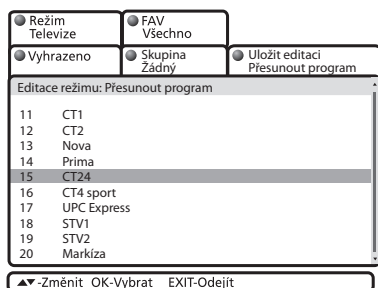 Režim
Televize
FAV
Všechno
Vyhrazeno
Skupina
Žádný
Uložit editaci
Přesunout program
Editace režimu: Přesunout program
11 CT1
12 CT2
13 Nova
14 Prima
15 CT24
16 CT4 sport
17 UPC Express
18 STV1
19 STV2
20 Markíza
▲▼-Změnit OK-Vybrat EXIT-Odejít